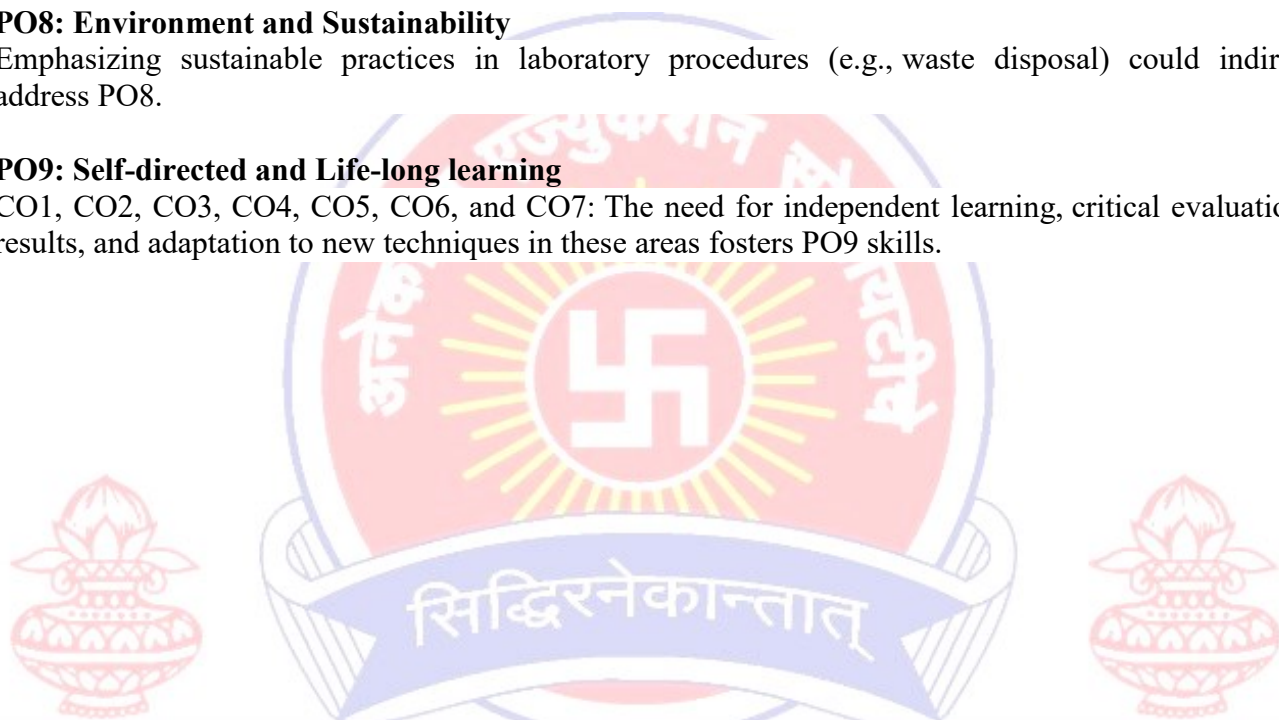 PO8: Environment and Sustainability
Emphasizing sustainable practices in laboratory procedures (e.g., waste disposal) could indir
address PO8.
PO9: Self-directed and Life-long learning
CO1, CO2, CO3, CO4, CO5, CO6, and CO7: The need for independent learning, critical evaluatio
results, and adaptation to new techniques in these areas fosters PO9 skills.
एज्युकेशन
सिद्धिरनेकान्तात्